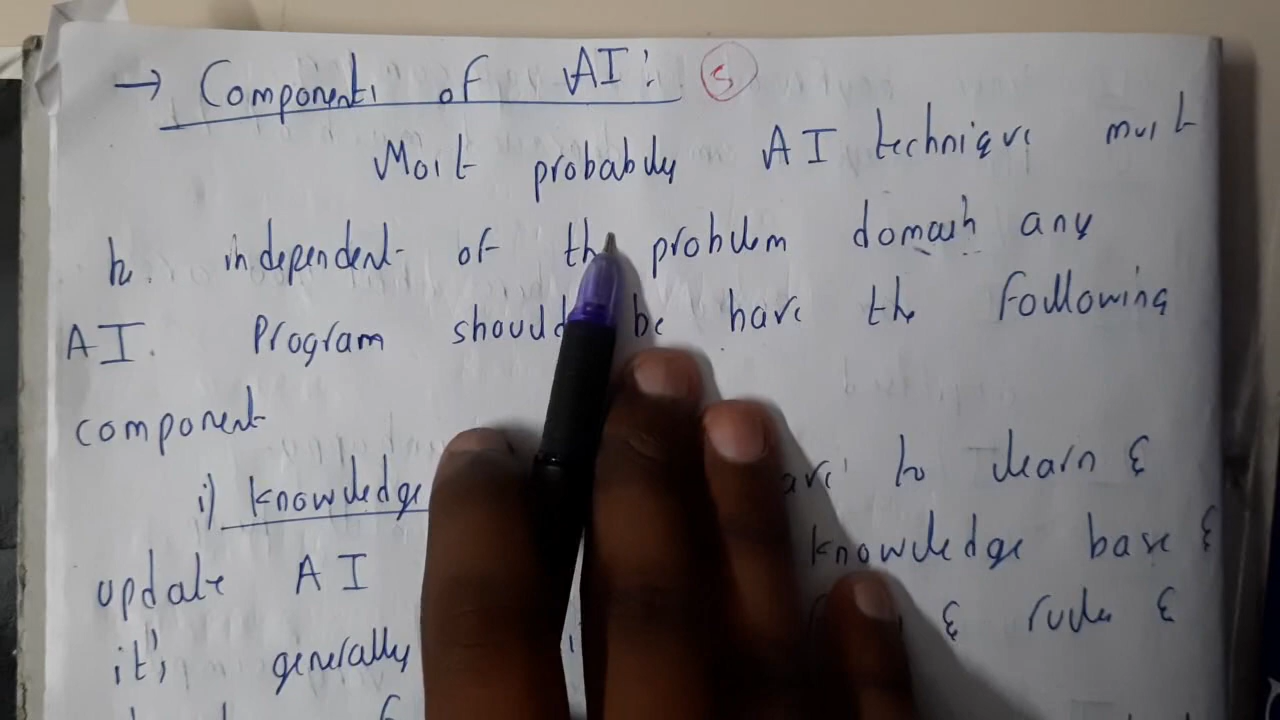 → Components of AI: 5
Most probably AI technique must
be independent of the problem domain any
AI. Program should be have the Following
component
i) Knowledge to learn &
update AI Knowledge base &
it's generally & rules &